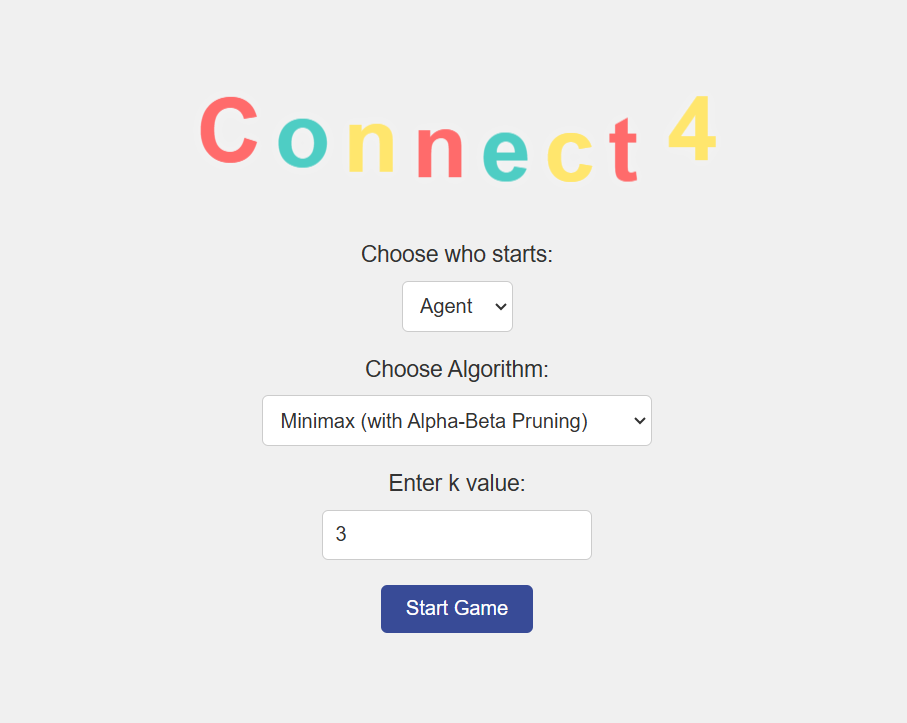 Connect 4
Choose who starts:
Agent
Choose Algorithm:
Minimax (with Alpha-Beta Pruning)
Enter k value:
3
Start Game